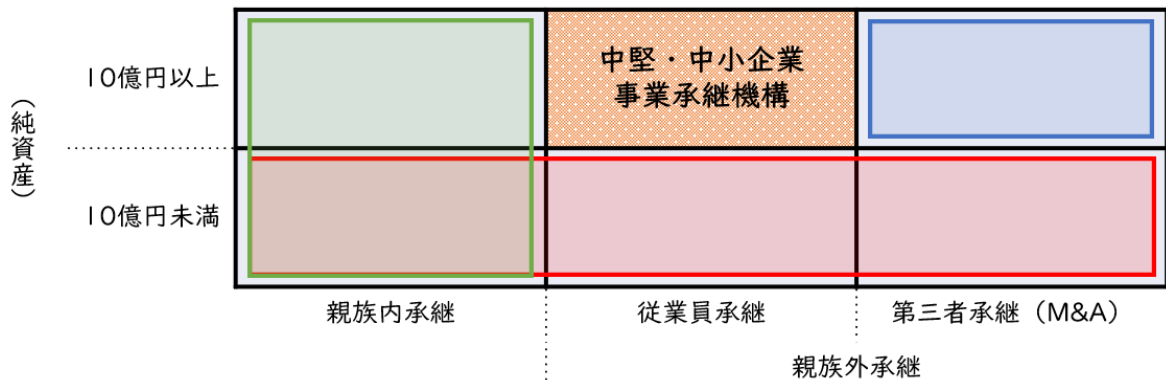 (純資産)
10億円以上
中堅・中小企業
事業承継機構
10億円未満
親族内承継
従業員承継
第三者承継（M&A）
親族外承継